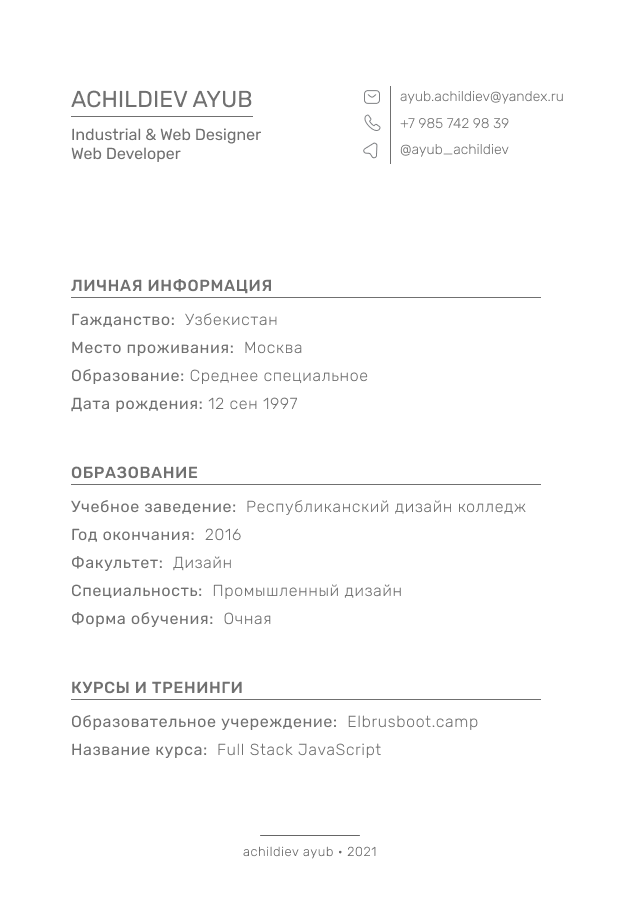 ACHILDIEV AYUB
Industrial & Web Designer
Web Developer
ayub.achildiev@yandex.ru
+7 985 742 98 39
@ayub_achildiev
ЛИЧНАЯ ИНФОРМАЦИЯ
Гажданство: Узбекистан
Место проживания: Москва
Образование: Среднее специальное
Дата рождения: 12 сен 1997
ОБРАЗОВАНИЕ
Учебное заведение: Республиканский дизайн колледж
Год окончания: 2016
Факультет: Дизайн
Специальность: Промышленный дизайн
Форма обучения: Очная
КУРСЫ И ТРЕНИНГИ
Образовательное учереждение: Elbrusboot.camp
Название курса: Full Stack JavaScript
achildiev ayub • 2021